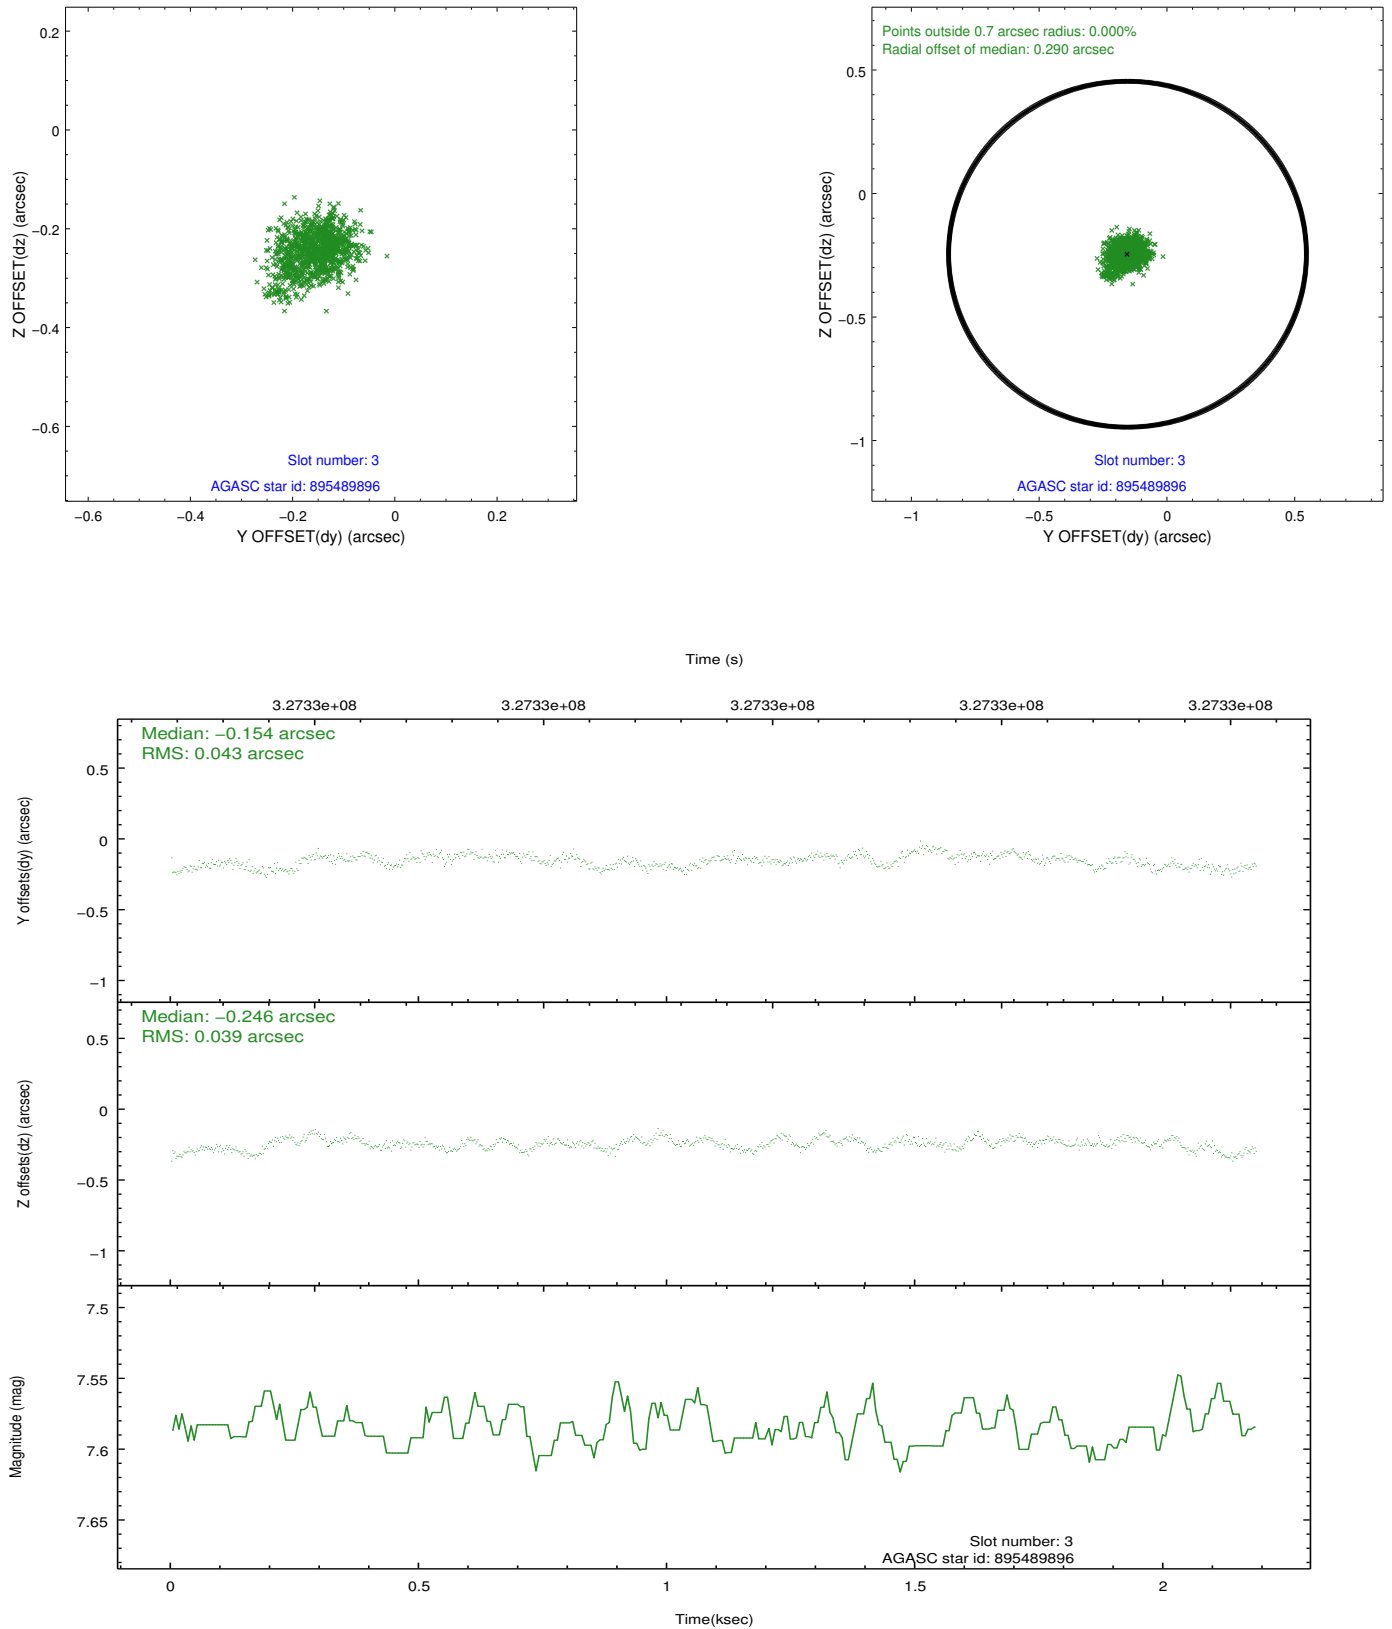 0.2
0
−0.2
−0.4
−0.6
Z OFFSET(dz) (arcsec)
Slot number: 3
AGASC star id: 895489896
−0.6 −0.4 −0.2 0 0.2
Y OFFSET(dy) (arcsec)
Points outside 0.7 arcsec radius: 0.000%
Radial offset of median: 0.290 arcsec
0.5
0
−0.5
−1
Z OFFSET(dz) (arcsec)
Slot number: 3
AGASC star id: 895489896
−1 −0.5 0 0.5
Y OFFSET(dy) (arcsec)
Time (s)
3.2733e+08 3.2733e+08 3.2733e+08 3.2733e+08 3.2733e+08
Median: −0.154 arcsec
RMS: 0.043 arcsec
0.5
0
−0.5
−1
Y offsets(dy) (arcsec)
Median: −0.246 arcsec
RMS: 0.039 arcsec
0.5
0
−0.5
−1
Z offsets(dz) (arcsec)
7.5
7.55
7.6
7.65
Magnitude (mag)
Slot number: 3
AGASC star id: 895489896
0 0.5 1 1.5 2
Time(ksec)